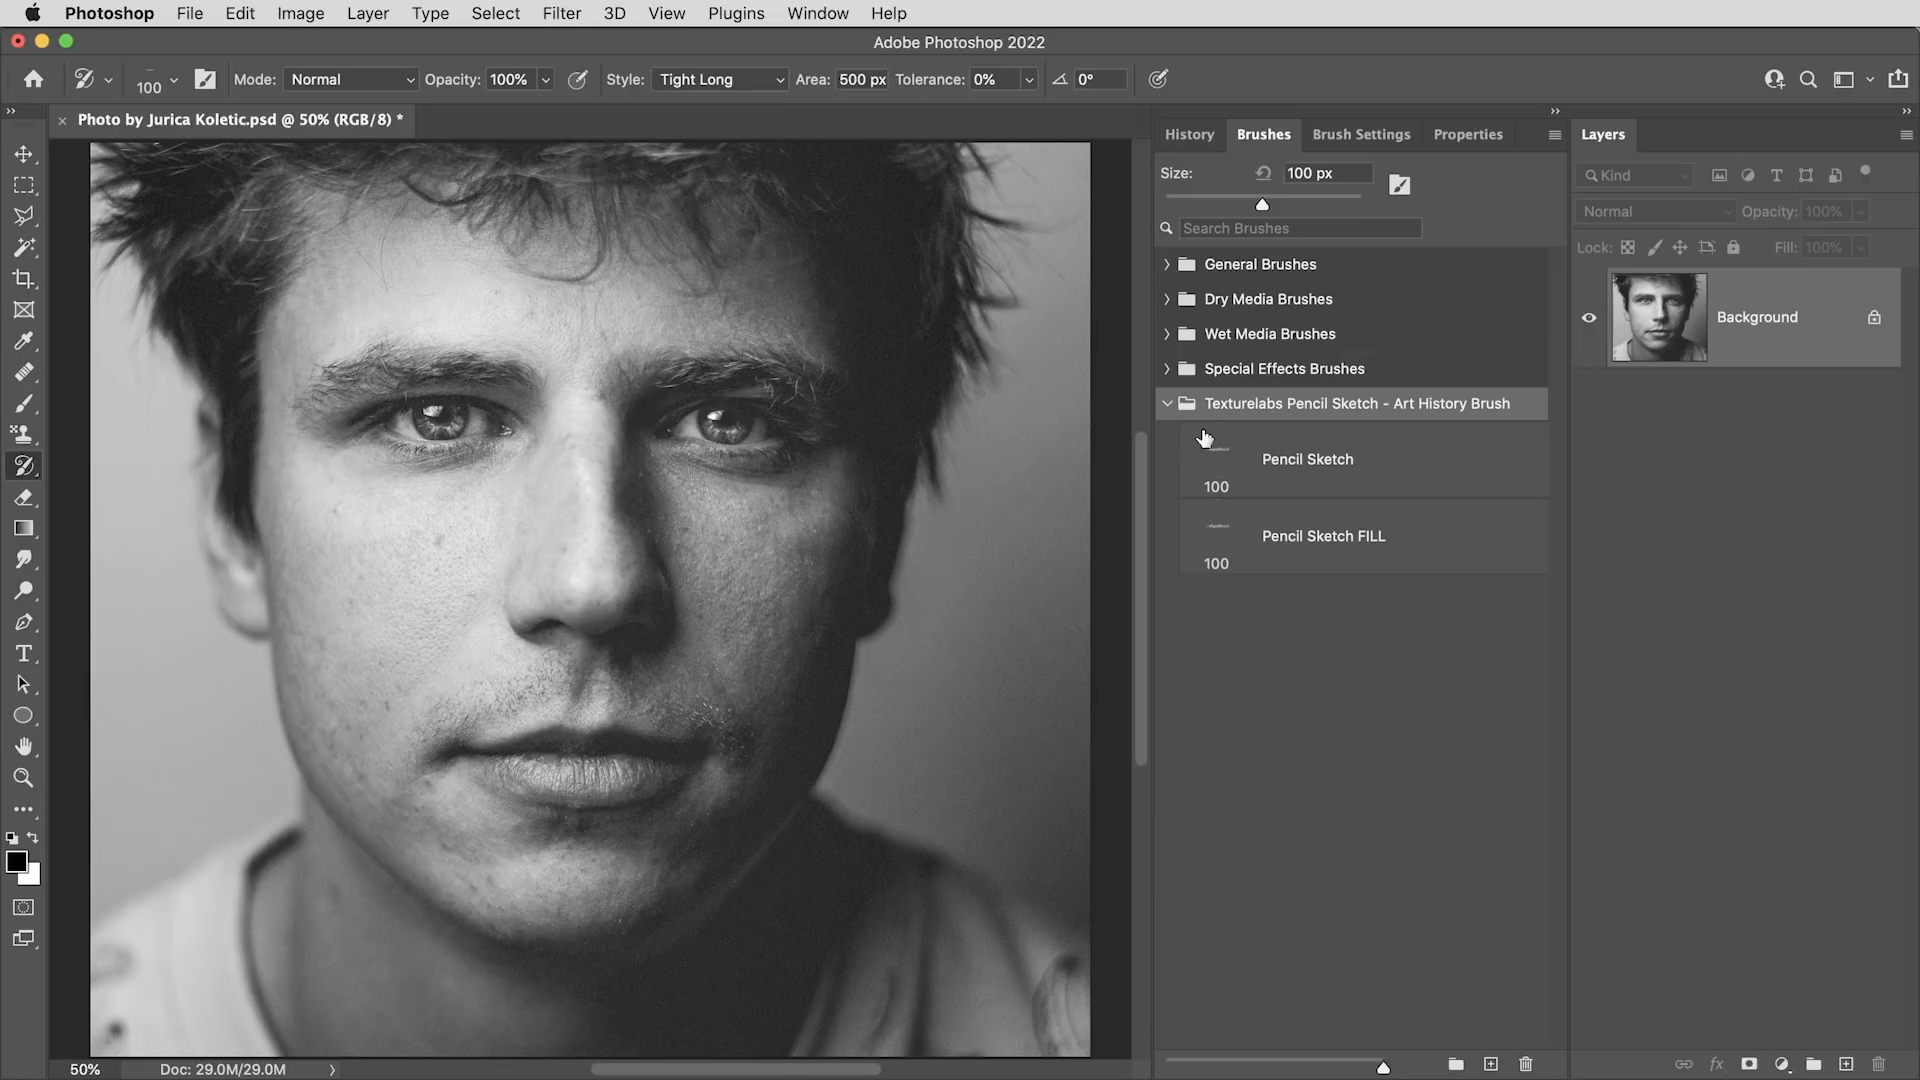 Photoshop File Edit Image Layer Type Select Filter 3D View Plugins Window Help
Adobe Photoshop 2022
100 Mode: Normal Opacity: 100% Style: Tight Long Area: 500 px Tolerance: 0% 0°
Photo by Jurica Koletic.psd @ 50% (RGB/8) *
History Brushes Brush Settings Properties
Size: 100 px
Search Brushes
General Brushes
Dry Media Brushes
Wet Media Brushes
Special Effects Brushes
Texturelabs Pencil Sketch - Art History Brush
Pencil Sketch
100
Pencil Sketch FILL
100
Layers
Kind
Normal Opacity: 100%
Lock: Fill: 100%
Background
50% Doc: 29.0M/29.0M